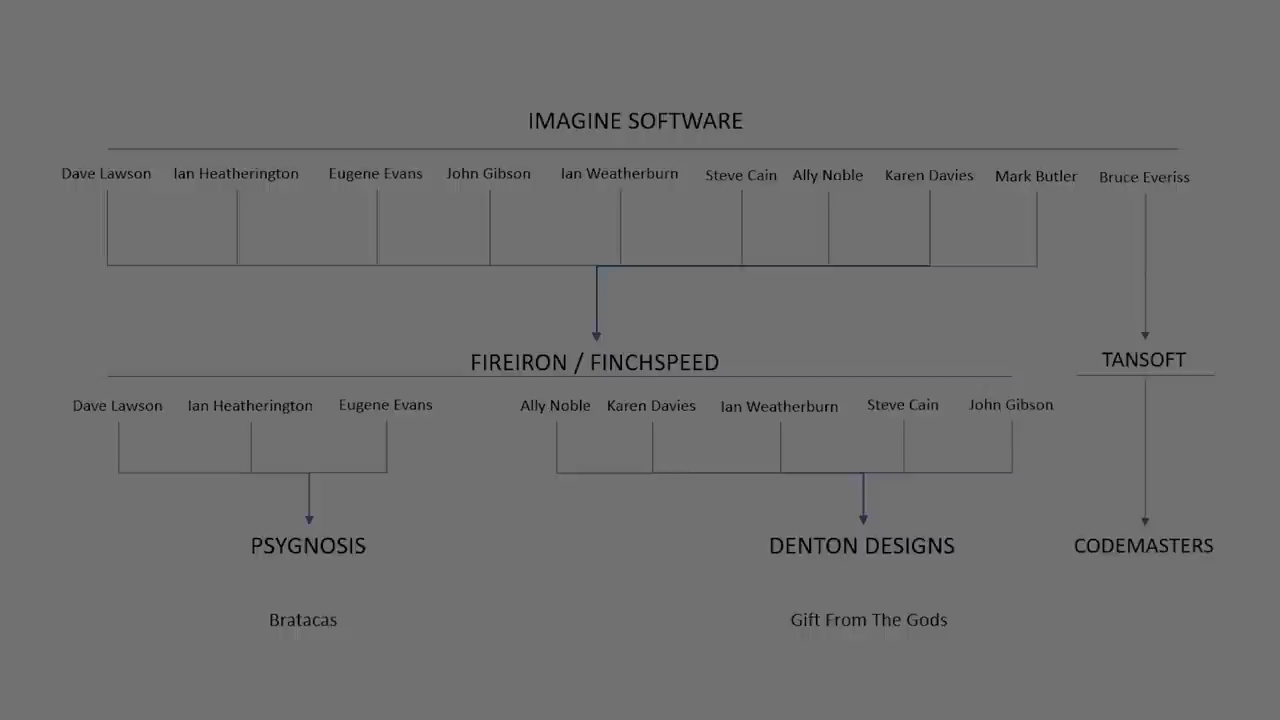 IMAGINE SOFTWARE
Dave Lawson Ian Heatherington Eugene Evans John Gibson Ian Weatherburn Steve Cain Ally Noble Karen Davies Mark Butler Bruce Everiss
FIREIRON / FINCHSPEED TANSOFT
Dave Lawson Ian Heatherington Eugene Evans Ally Noble Karen Davies Ian Weatherburn Steve Cain John Gibson
PSYGNOSIS DENTON DESIGNS CODEMASTERS
Bratacas Gift From The Gods